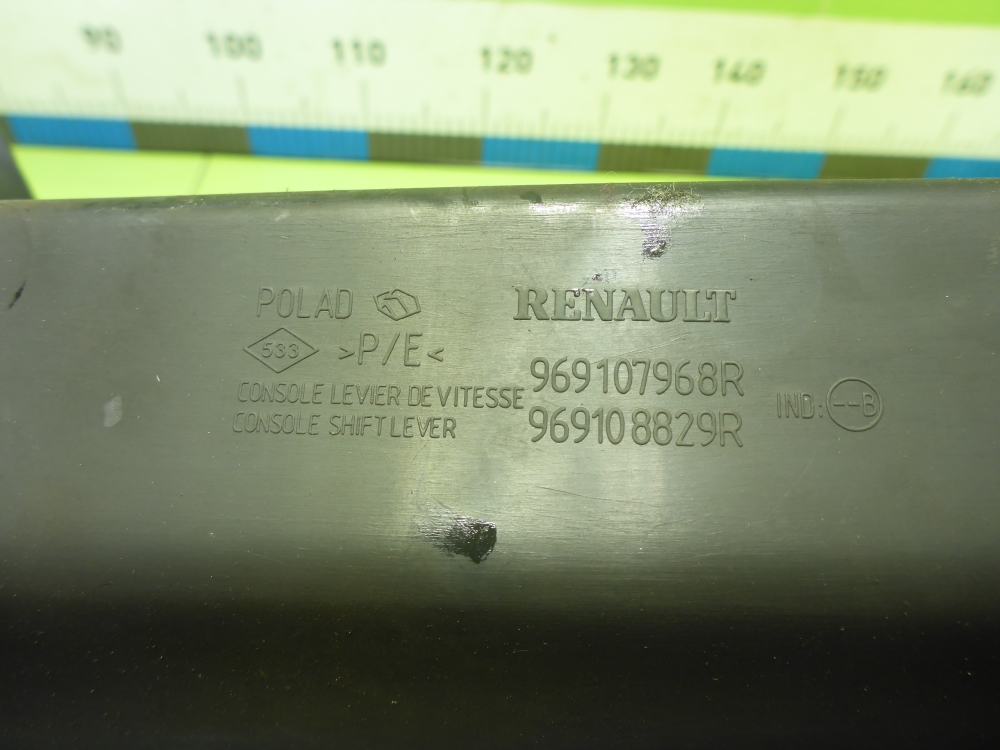 90 100 110 120 130 140 150 160
POLAD
RENAULT
533 >P/E<
969107968R
CONSOLE LEVIER DE VITESSE
CONSOLE SHIFT LEVER
969108829R
IND: --B